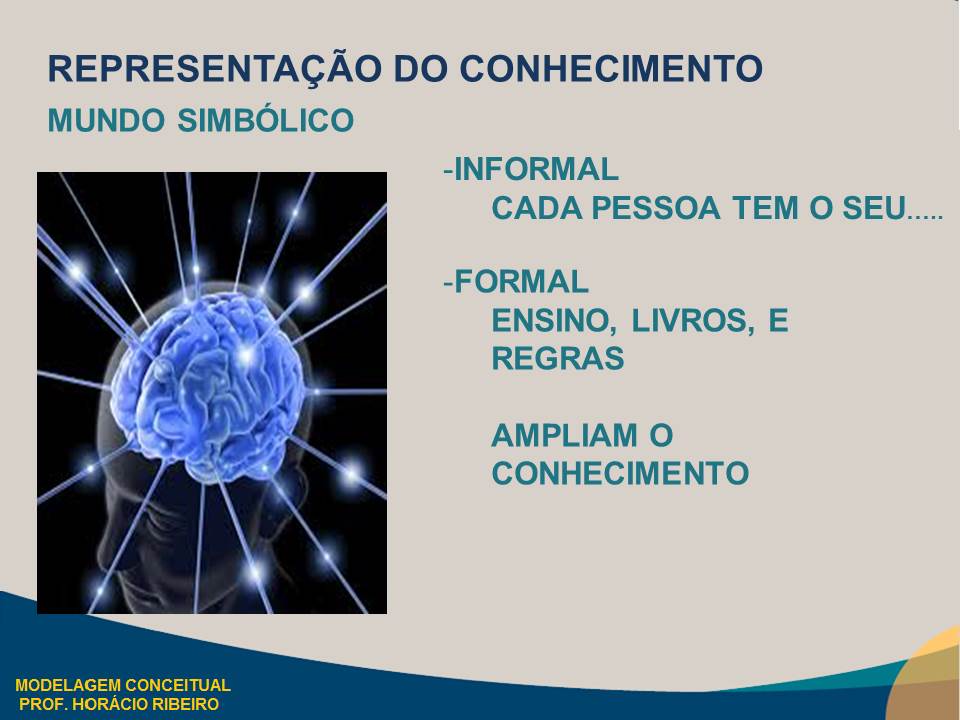 REPRESENTAÇÃO DO CONHECIMENTO
MUNDO SIMBÓLICO
-INFORMAL
CADA PESSOA TEM O SEU.....
-FORMAL
ENSINO, LIVROS, E
REGRAS
AMPLIAM O
CONHECIMENTO
MODELAGEM CONCEITUAL
PROF. HORÁCIO RIBEIRO